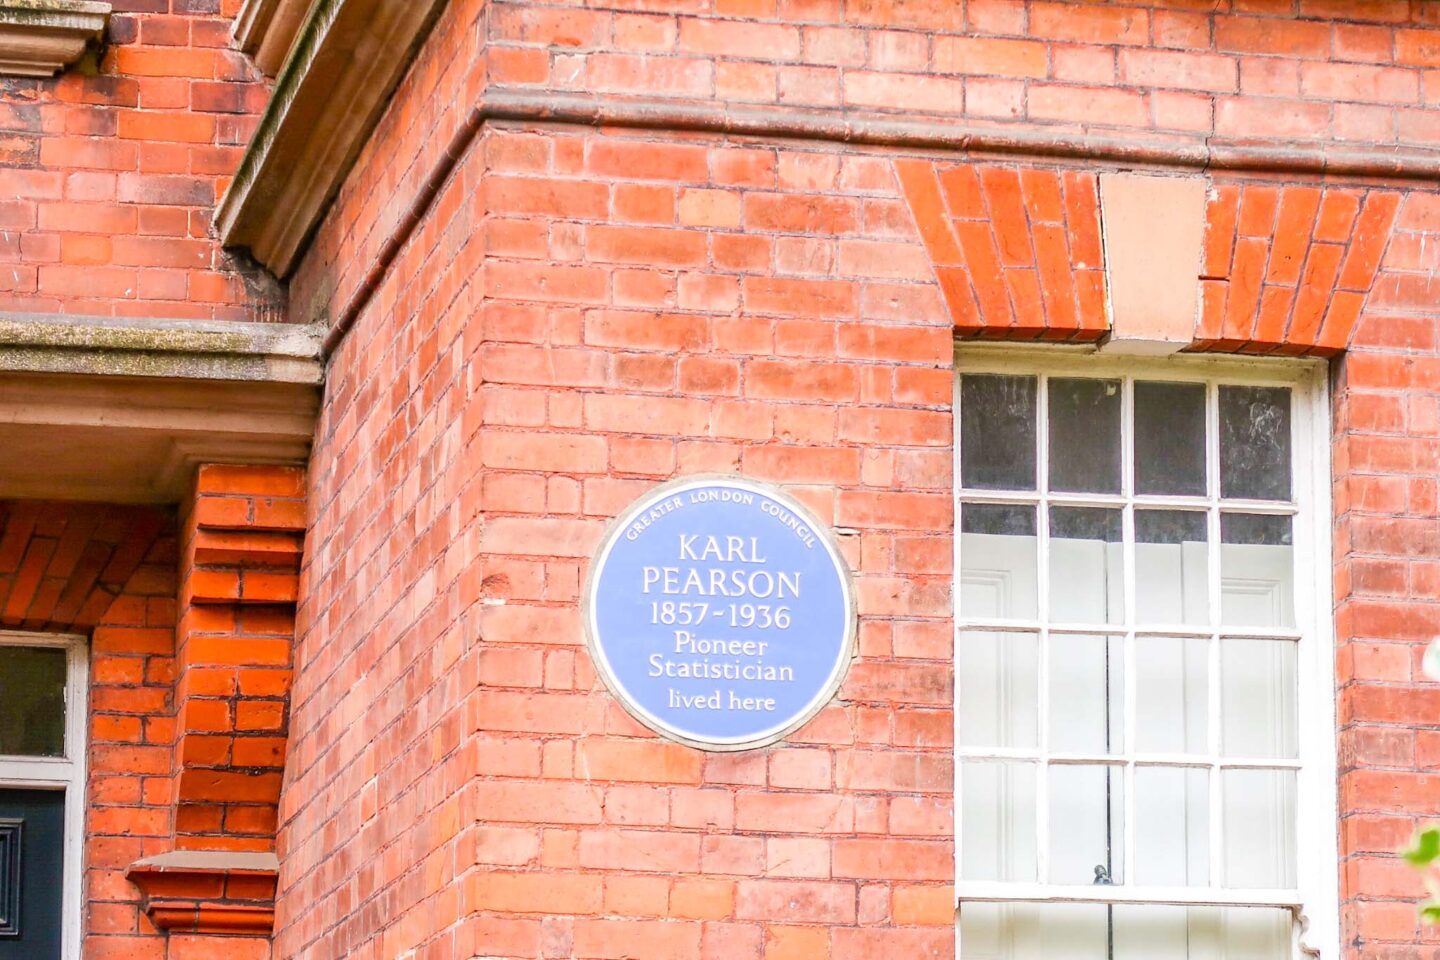 GREATER LONDON COUNCIL
KARL
PEARSON
1857-1936
Pioneer
Statistician
lived here